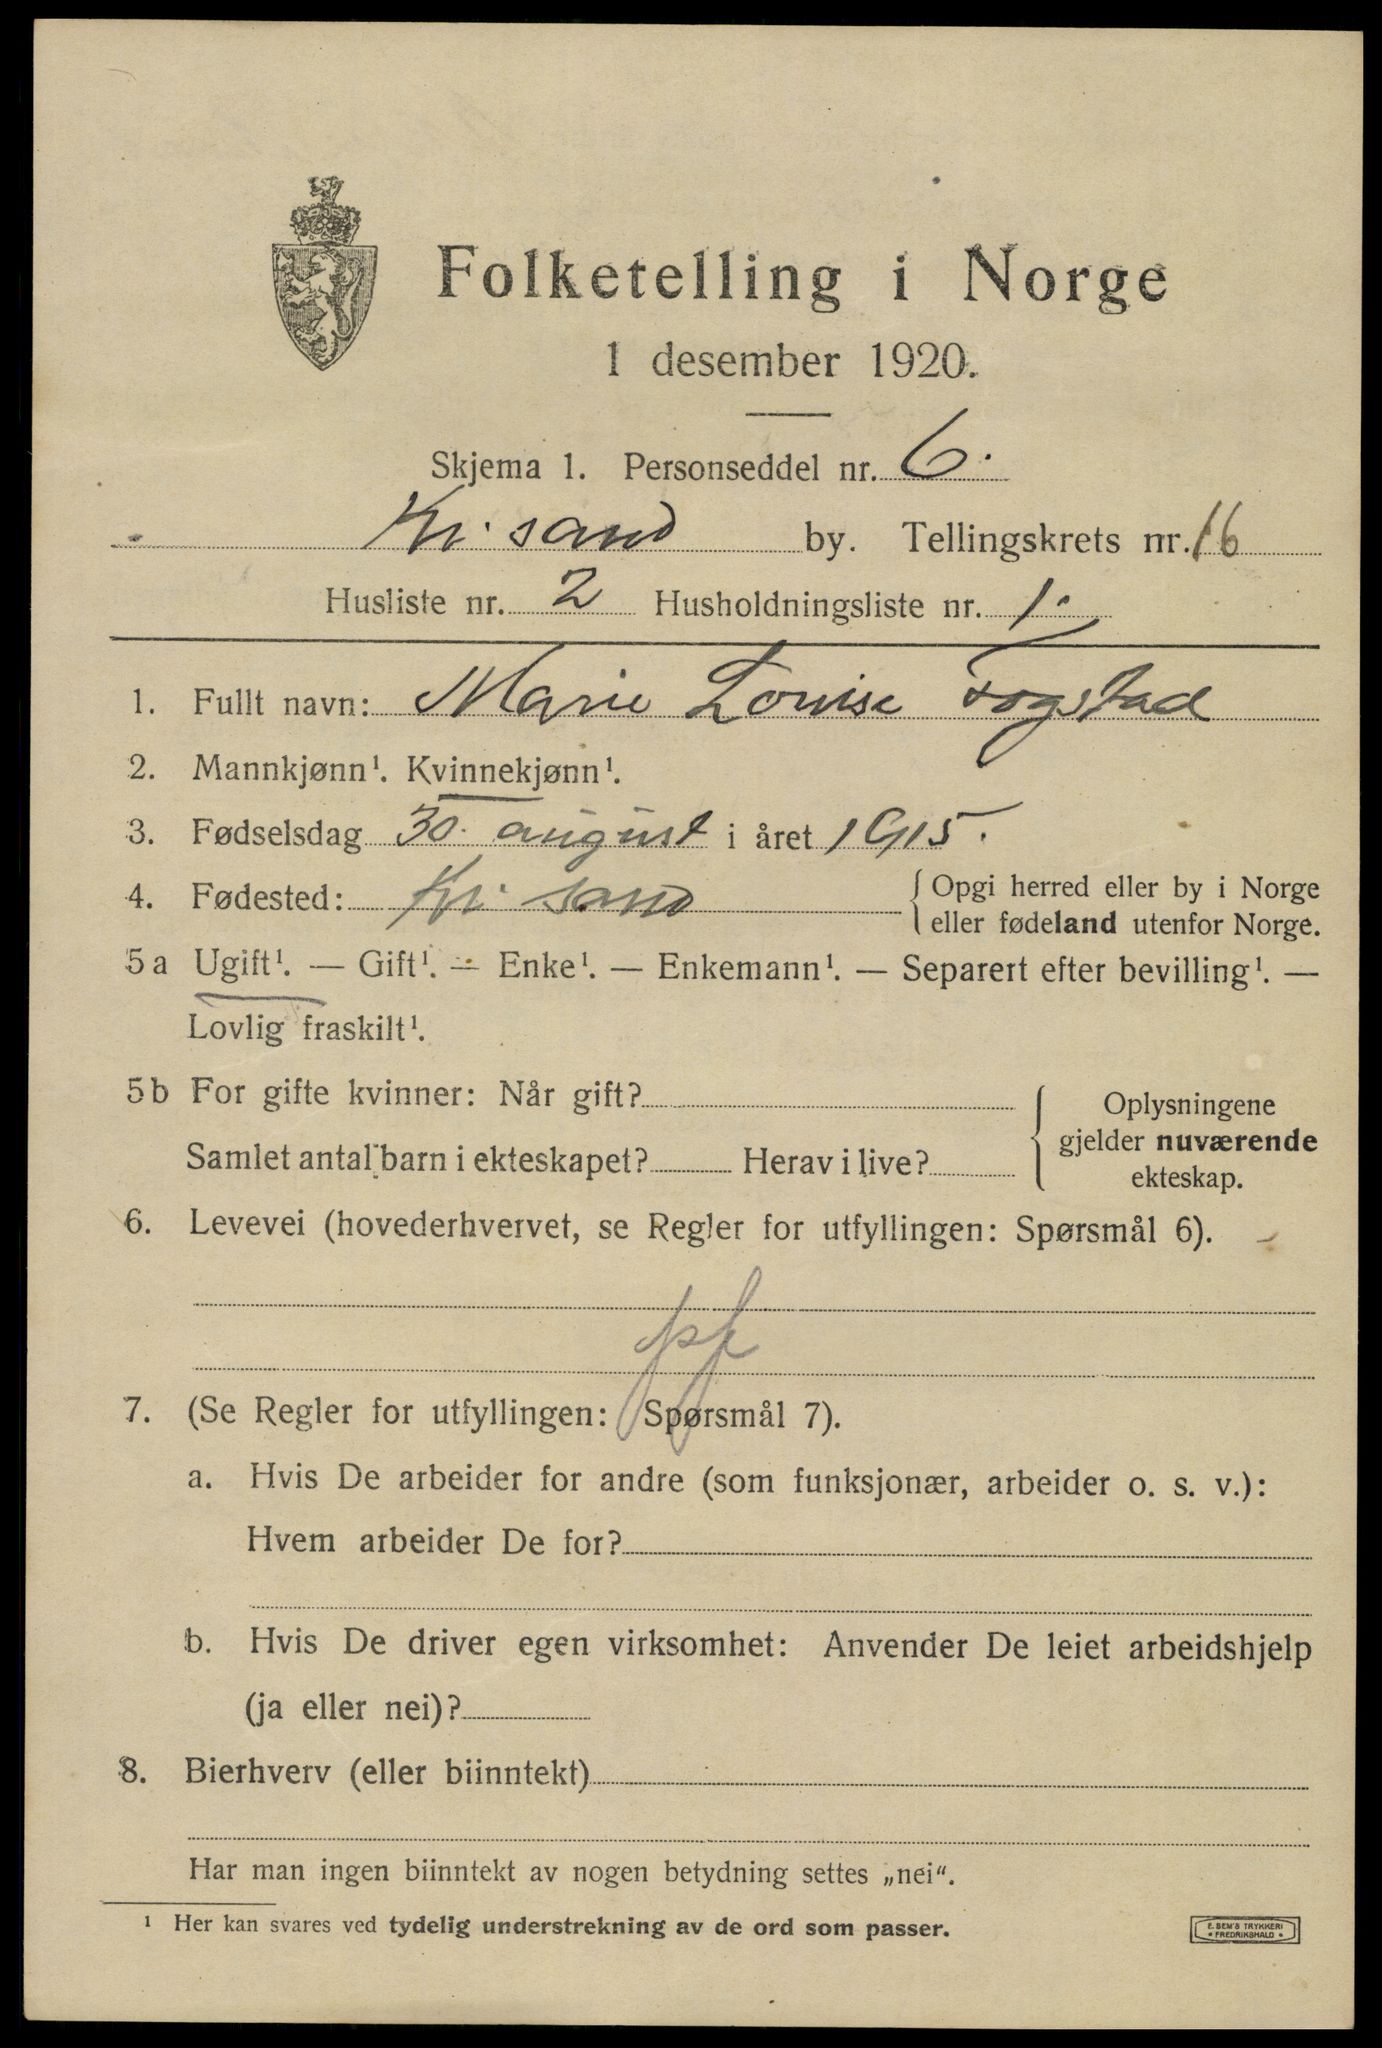 Folketelling i Norge
1 desember 1920.
Skjema 1. Personseddel nr. 6.
Kr. sand by. Tellingskrets nr. 16
Husliste nr. 2 Husholdningsliste nr. 1.
1. Fullt navn: Marie Louise Fogstad
2. Mannkjønn¹. Kvinnekjønn¹.
3. Fødselsdag 30. august i året 1915.
4. Fødested: Kr. sand { Opgi herred eller by i Norge
eller fødeland utenfor Norge.
5a Ugift¹. — Gift¹. — Enke¹. — Enkemann¹. — Separert efter bevilling¹. —
Lovlig fraskilt¹.
5b For gifte kvinner: Når gift?
Samlet antal barn i ekteskapet? Herav i live?
{ Oplysningene
gjelder nuværende
ekteskap.
6. Levevei (hovederhvervet, se Regler for utfyllingen: Spørsmål 6).
pf
7. (Se Regler for utfyllingen: Spørsmål 7).
a. Hvis De arbeider for andre (som funksjonær, arbeider o. s. v.):
Hvem arbeider De for?
b. Hvis De driver egen virksomhet: Anvender De leiet arbeidshjelp
(ja eller nei)?
8. Bierhverv (eller biinntekt)
Har man ingen biinntekt av nogen betydning settes „nei“.
¹ Her kan svares ved tydelig understrekning av de ord som passer.
E. SEM'S TRYKKERI
FREDRIKSHALD